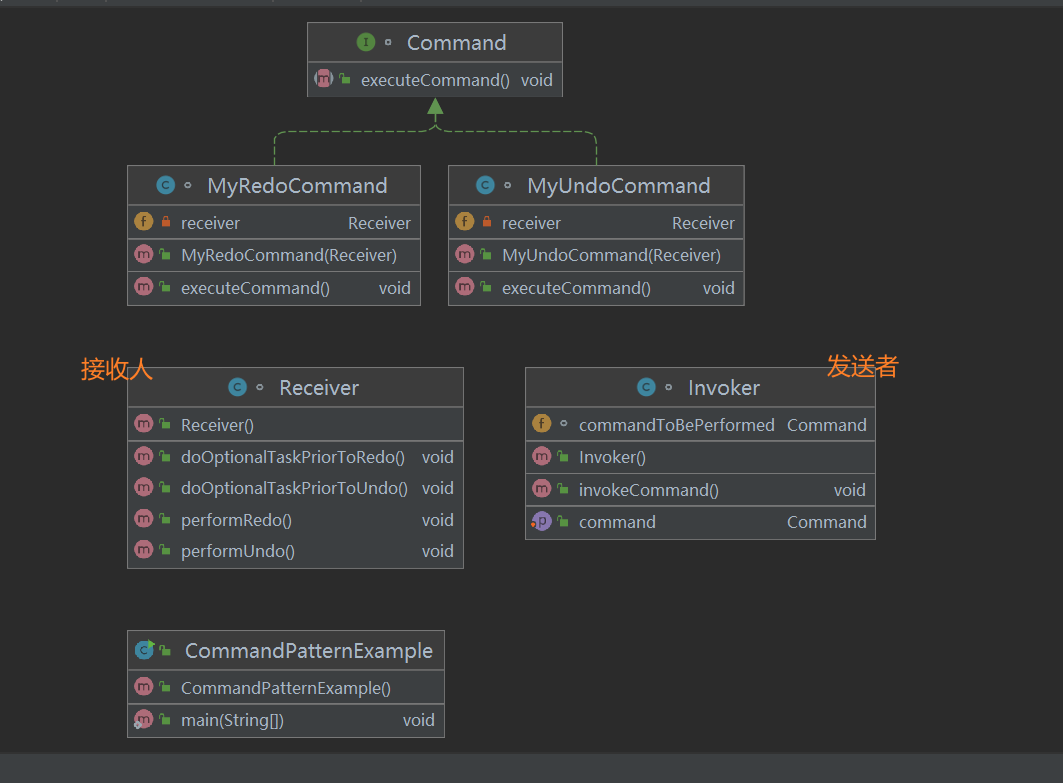 Command
executeCommand() void
MyRedoCommand
receiver Receiver
MyRedoCommand(Receiver)
executeCommand() void
MyUndoCommand
receiver Receiver
MyUndoCommand(Receiver)
executeCommand() void
接收人
Receiver
Receiver()
doOptionalTaskPriorToRedo() void
doOptionalTaskPriorToUndo() void
performRedo() void
performUndo() void
发送者
Invoker
commandToBePerformed Command
Invoker()
invokeCommand() void
command Command
CommandPatternExample
CommandPatternExample()
main(String[]) void